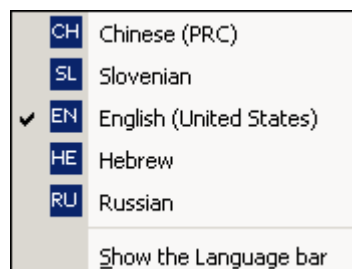 CH Chinese (PRC)
SL Slovenian
EN English (United States)
HE Hebrew
RU Russian
Show the Language bar